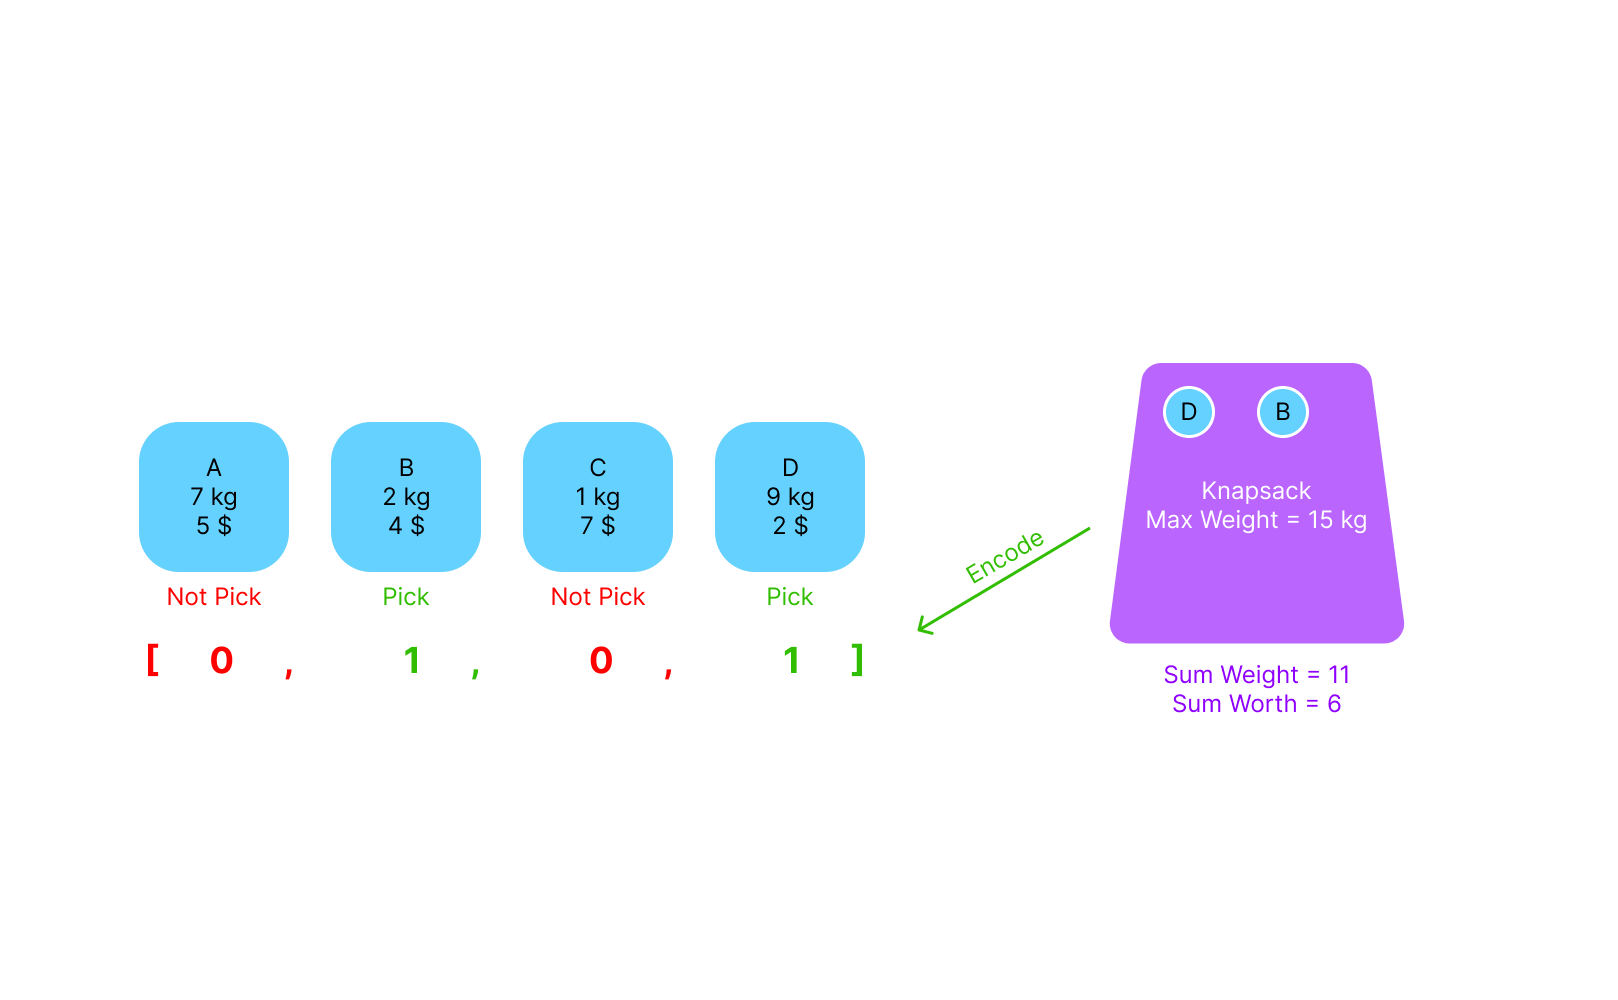 A
7 kg
5 $
B
2 kg
4 $
C
1 kg
7 $
D
9 kg
2 $
Not Pick
Pick
Not Pick
Pick
[ 0 , 1 , 0 , 1 ]
Encode
D
B
Knapsack
Max Weight = 15 kg
Sum Weight = 11
Sum Worth = 6